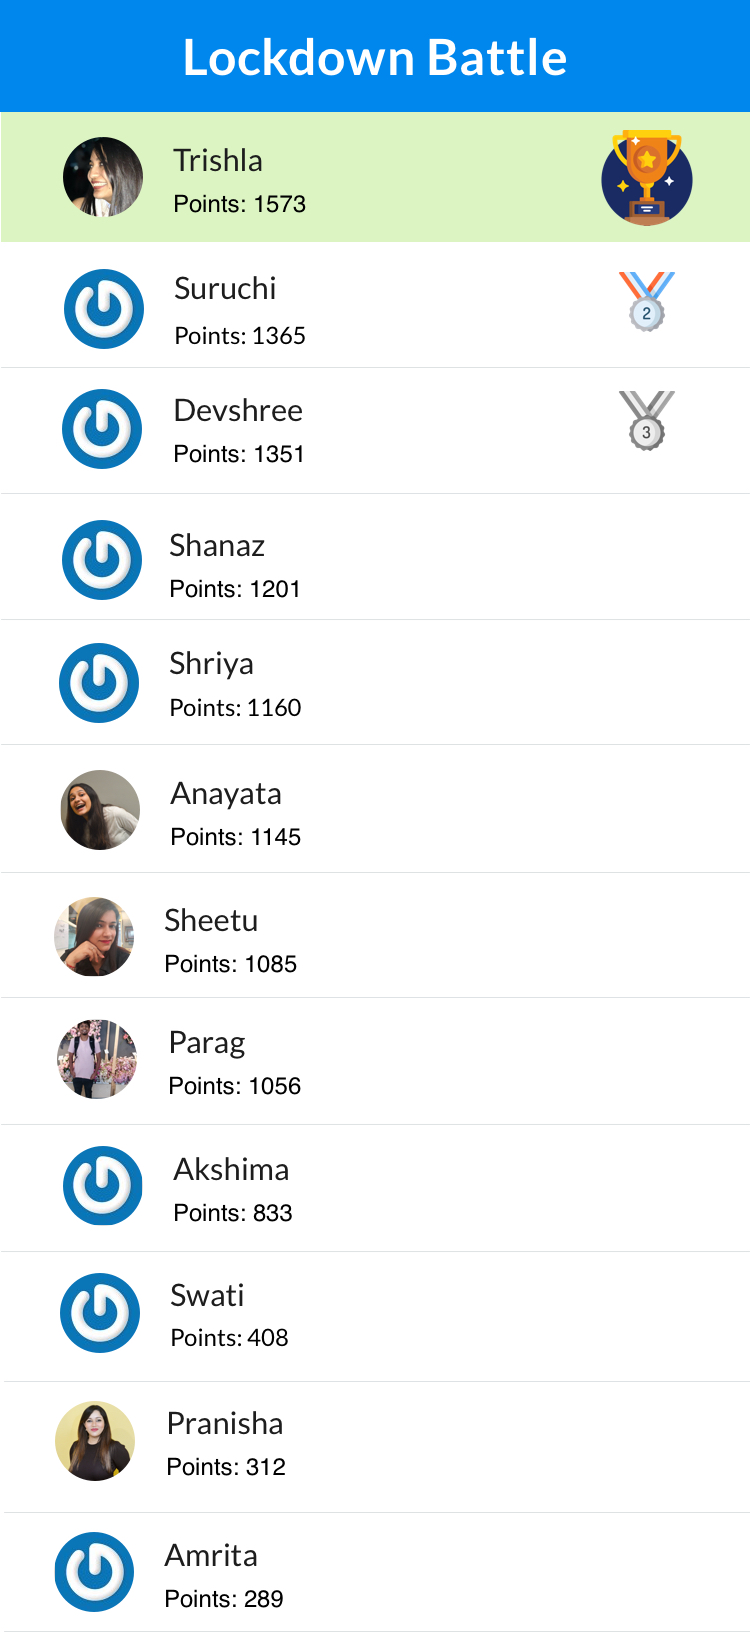 Lockdown Battle
Trishla
Points: 1573
Suruchi
Points: 1365
2
Devshree
Points: 1351
3
Shanaz
Points: 1201
Shriya
Points: 1160
Anayata
Points: 1145
Sheetu
Points: 1085
Parag
Points: 1056
Akshima
Points: 833
Swati
Points: 408
Pranisha
Points: 312
Amrita
Points: 289